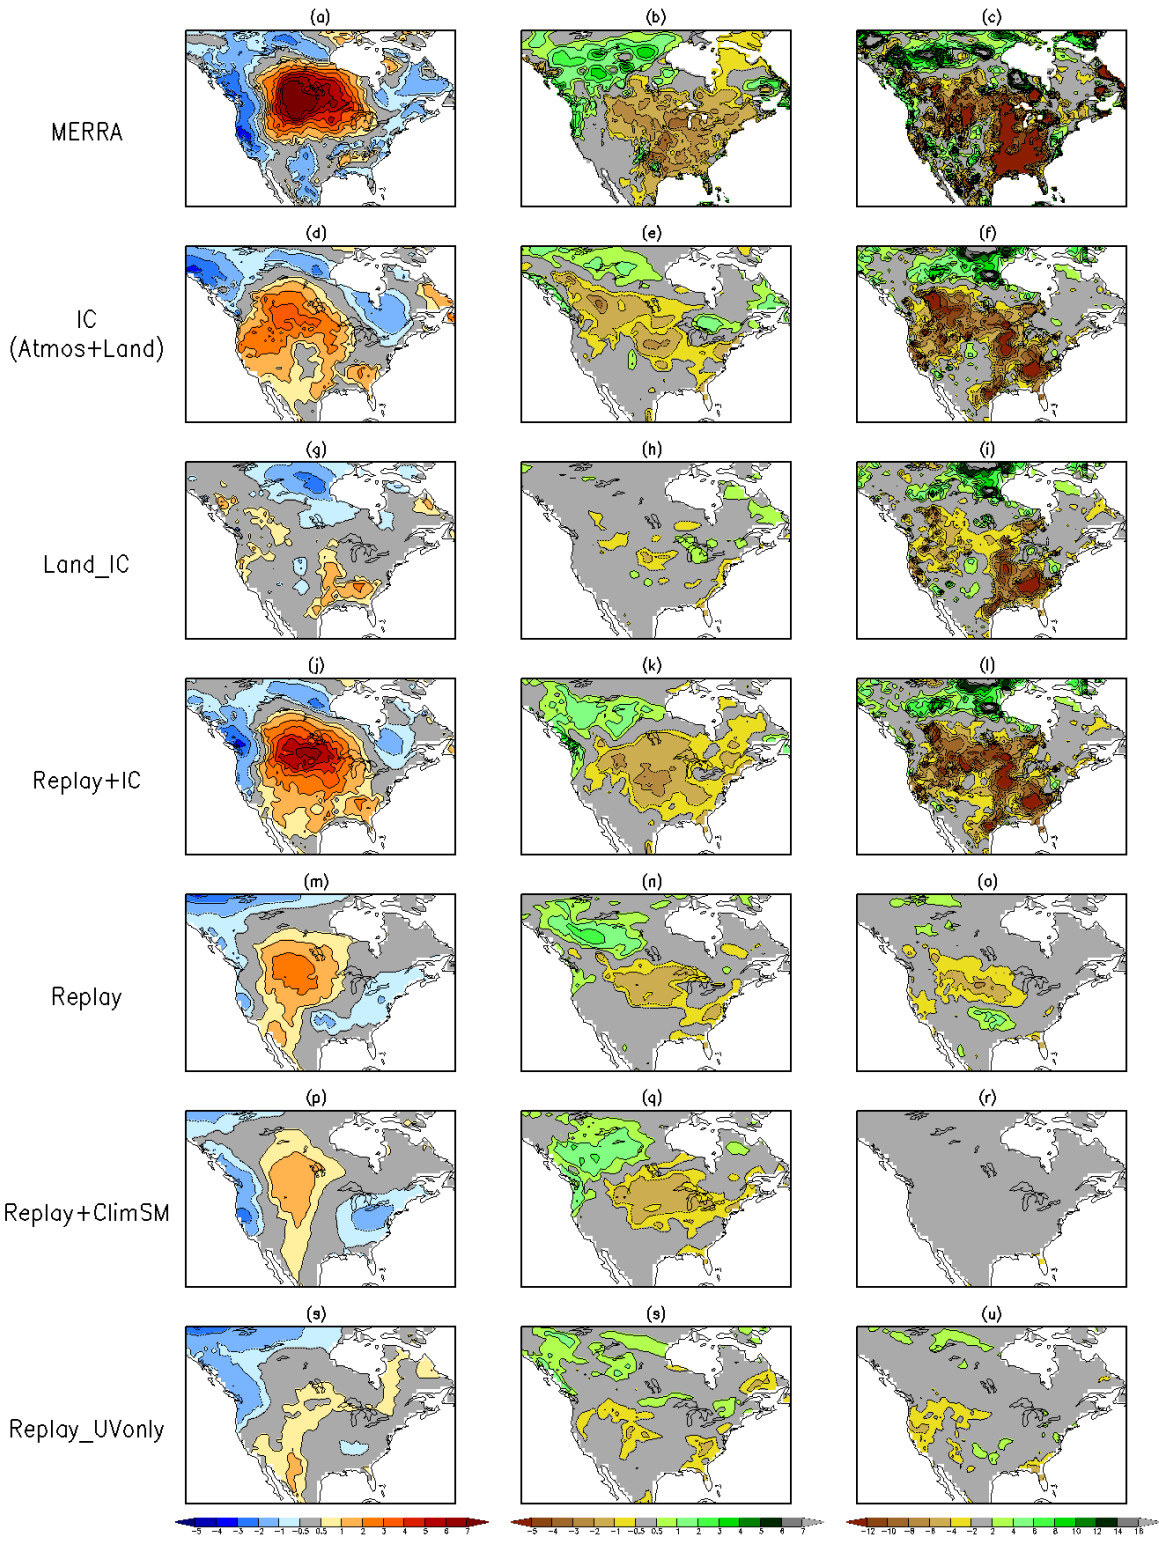 (a) (b) (c)
MERRA
(d) (e) (f)
IC
(Atmos+Land)
(g) (h) (i)
Land_IC
(j) (k) (l)
Replay+IC
(m) (n) (o)
Replay
(p) (q) (r)
Replay+ClimSM
(s) (s) (u)
Replay_UVonly
-5 -4 -3 -2 -1 -0.5 0.5 1 2 3 4 5 6 7
-5 -4 -3 -2 -1 -0.5 0.5 1 2 3 4 5 6 7
-12 -10 -8 -6 -4 -2 2 4 6 8 10 12 14 16